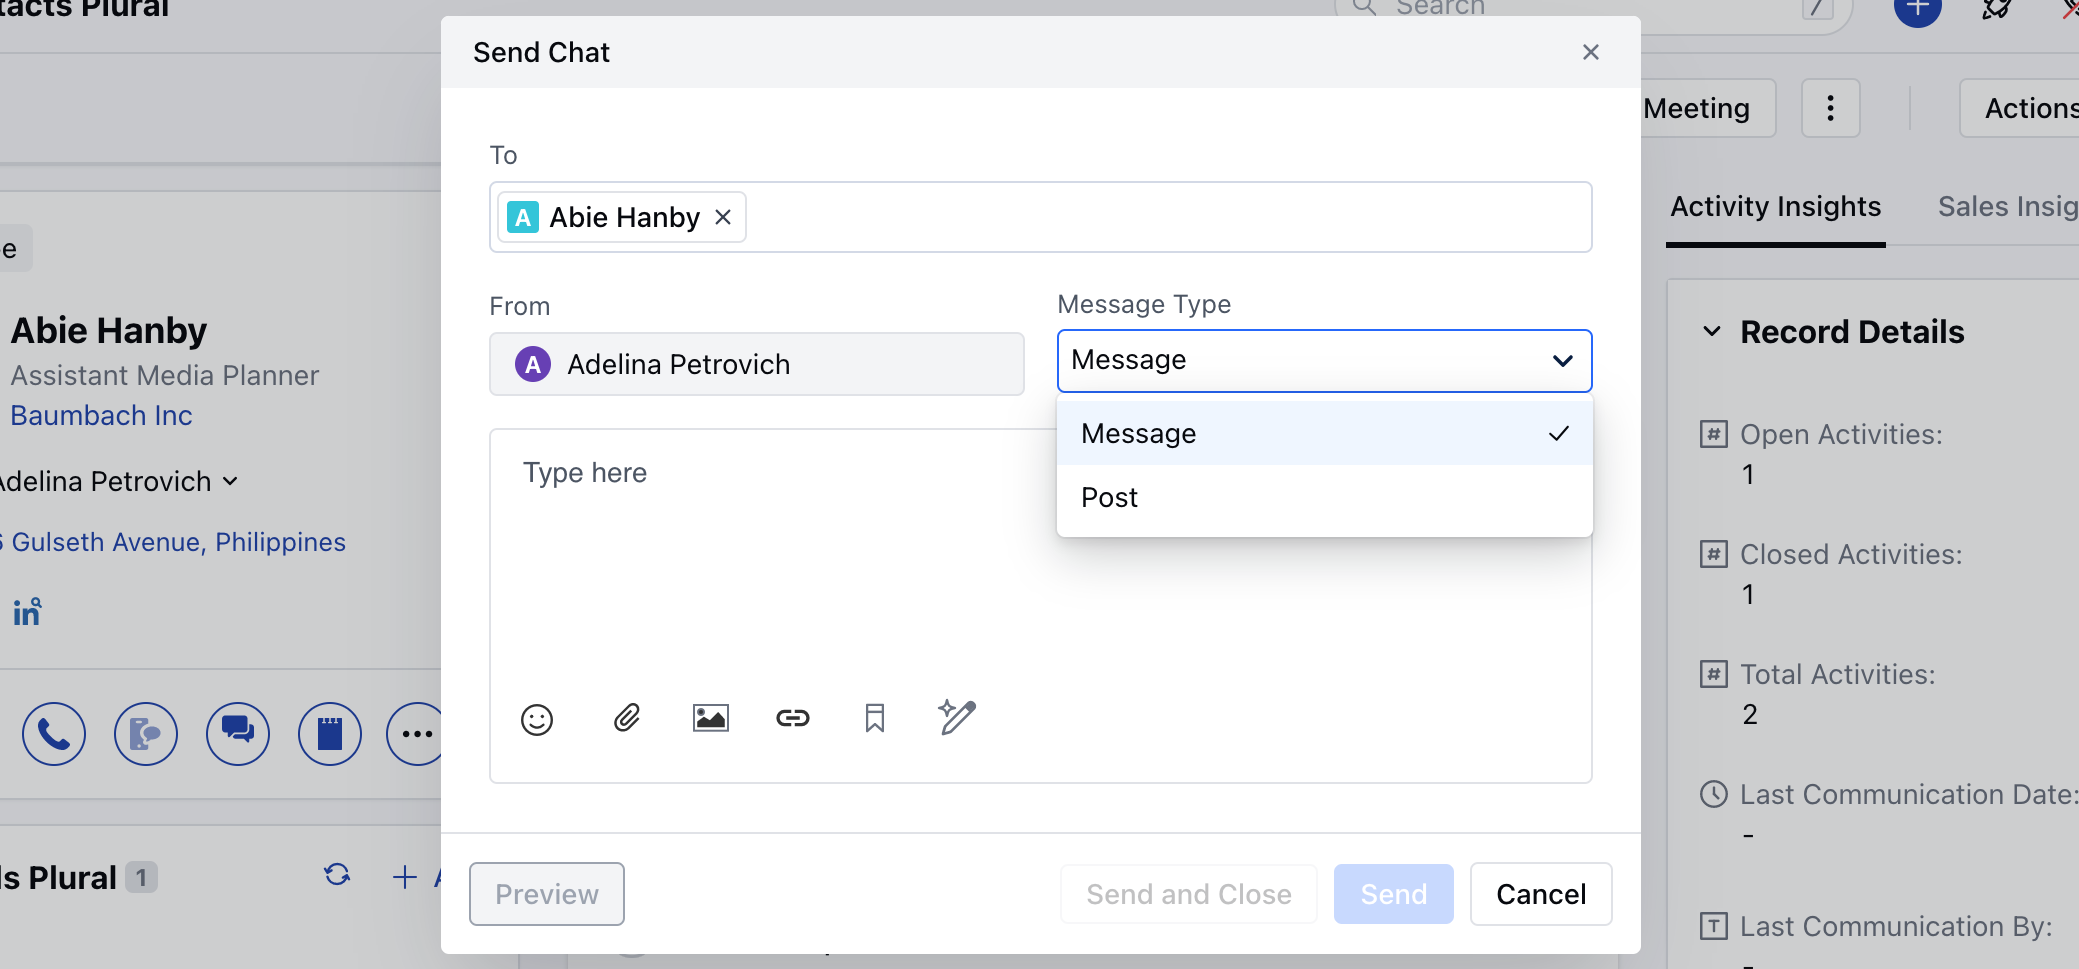 Plural
Search
/
Send Chat
Meeting
Actions
To
A Abie Hanby
Activity Insights
Sales Insig
e
From
Message Type
Abie Hanby
Assistant Media Planner
Baumbach Inc
A Adelina Petrovich
Message
Record Details
Adelina Petrovich
Message
Post
Type here
# Open Activities:
1
6 Gulseth Avenue, Philippines
# Closed Activities:
1
in
# Total Activities:
2
Last Communication Date:
-
ls Plural 1
+ A
Preview
Send and Close
Send
Cancel
T Last Communication By:
-